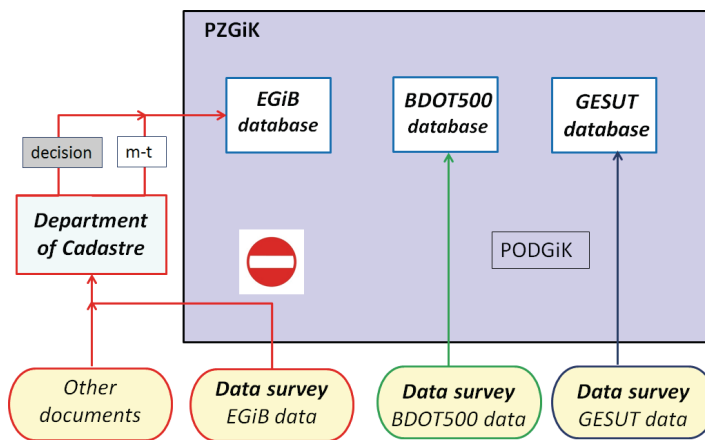 PZGiK
EGiB
database
BDOT500
database
GESUT
database
decision
m-t
Department
of Cadastre
PODGiK
Other
documents
Data survey
EGiB data
Data survey
BDOT500 data
Data survey
GESUT data